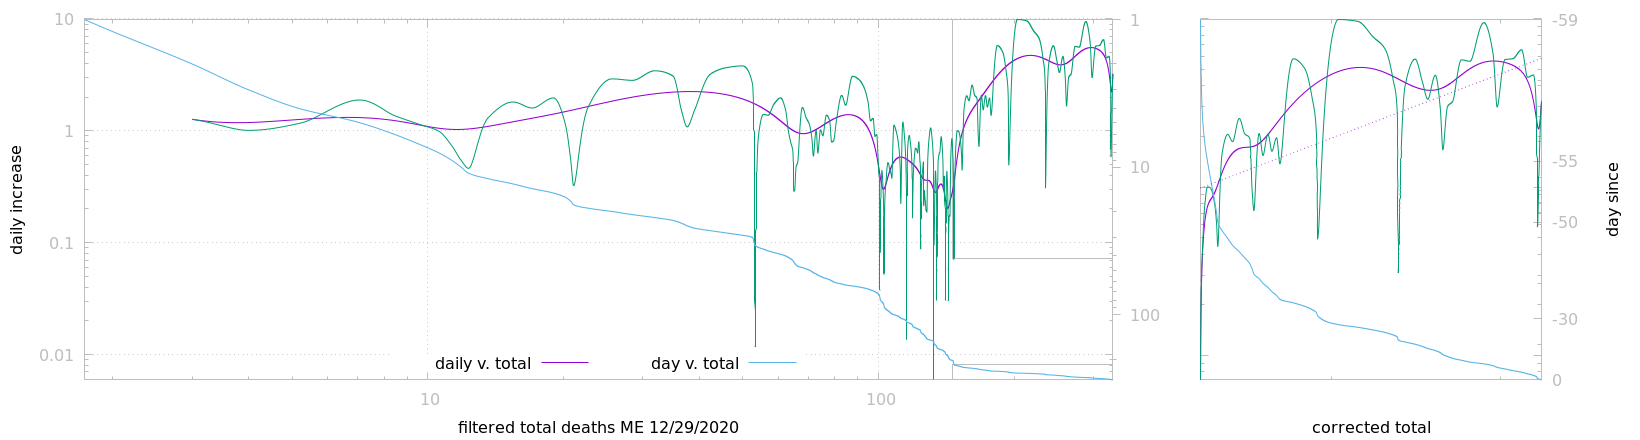 10
1
0.1
0.01
daily increase
10
100
filtered total deaths ME 12/29/2020
daily v. total
day v. total
1
10
100
-59
-55
-50
-30
0
day since
corrected total